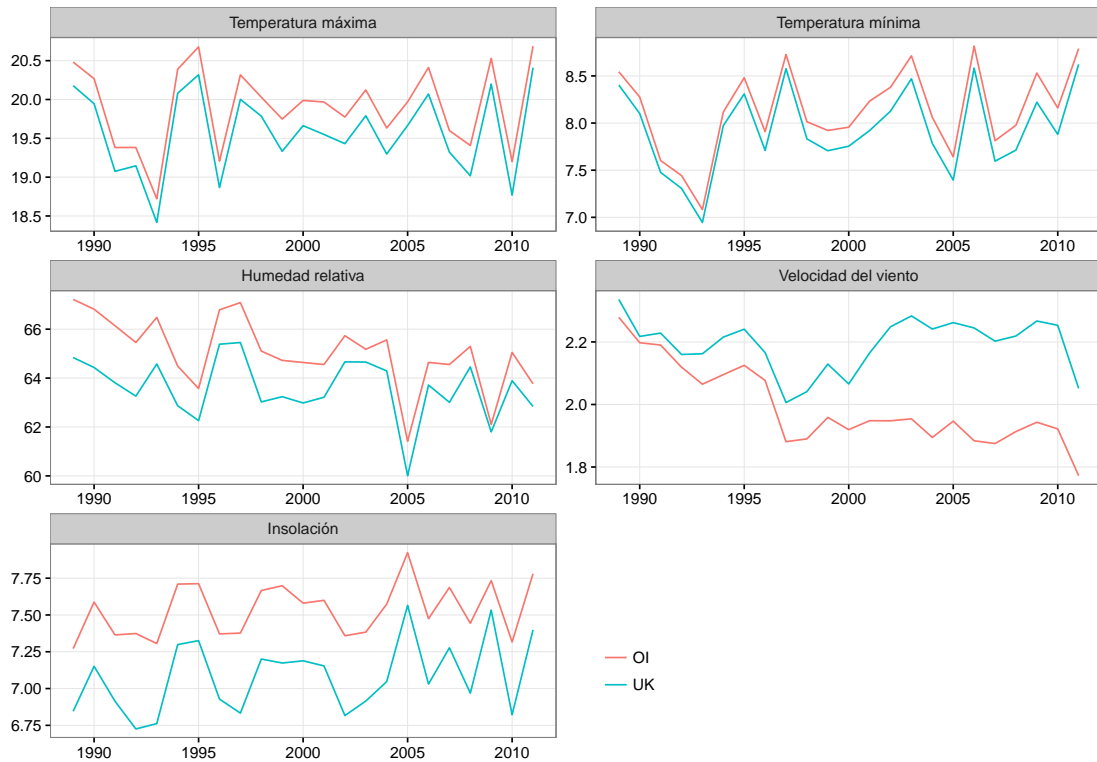 Temperatura máxima
20.5
20.0
19.5
19.0
18.5
1990 1995 2000 2005 2010
Temperatura mínima
8.5
8.0
7.5
7.0
1990 1995 2000 2005 2010
Humedad relativa
66
64
62
60
1990 1995 2000 2005 2010
Velocidad del viento
2.2
2.0
1.8
1990 1995 2000 2005 2010
Insolación
7.75
7.50
7.25
7.00
6.75
1990 1995 2000 2005 2010
OI
UK